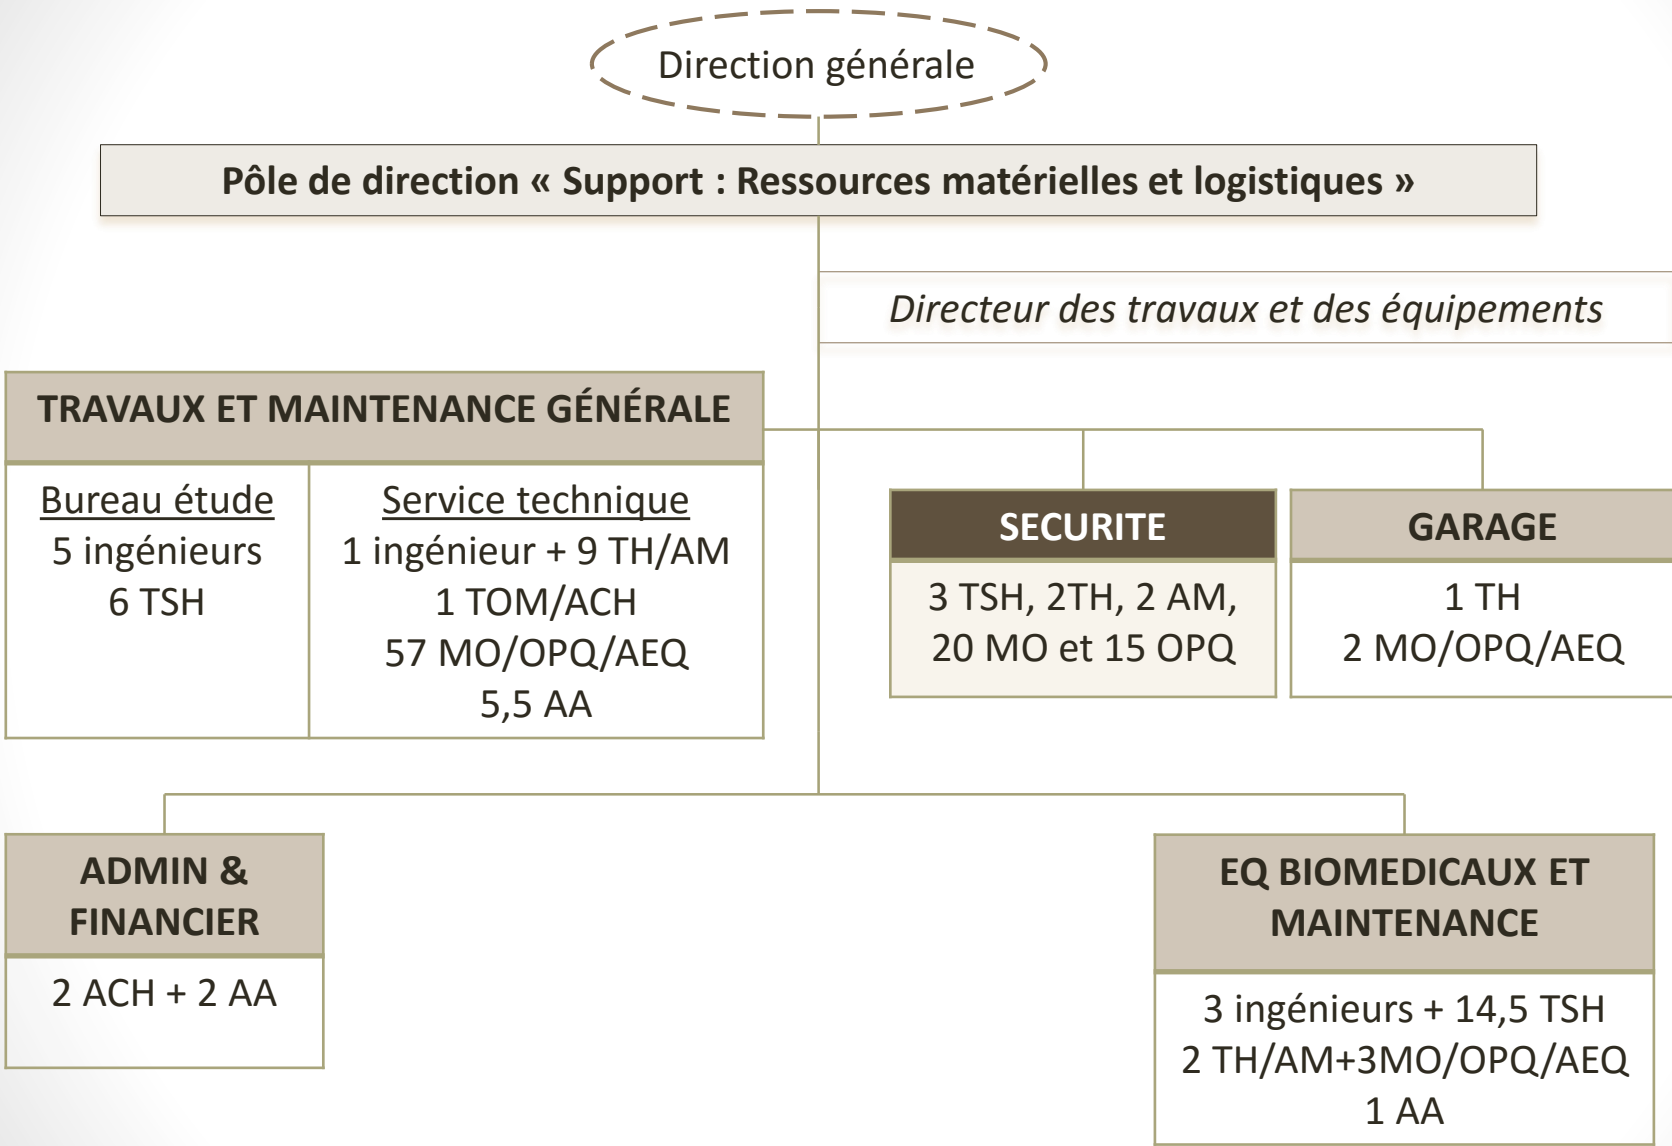 Direction générale
Pôle de direction « Support : Ressources matérielles et logistiques »
Directeur des travaux et des équipements
TRAVAUX ET MAINTENANCE GÉNÉRALE
Bureau étude
5 ingénieurs
6 TSH
Service technique
1 ingénieur + 9 TH/AM
1 TOM/ACH
57 MO/OPQ/AEQ
5,5 AA
SECURITE
3 TSH, 2TH, 2 AM,
20 MO et 15 OPQ
GARAGE
1 TH
2 MO/OPQ/AEQ
ADMIN &
FINANCIER
2 ACH + 2 AA
EQ BIOMEDICAUX ET
MAINTENANCE
3 ingénieurs + 14,5 TSH
2 TH/AM+3MO/OPQ/AEQ
1 AA